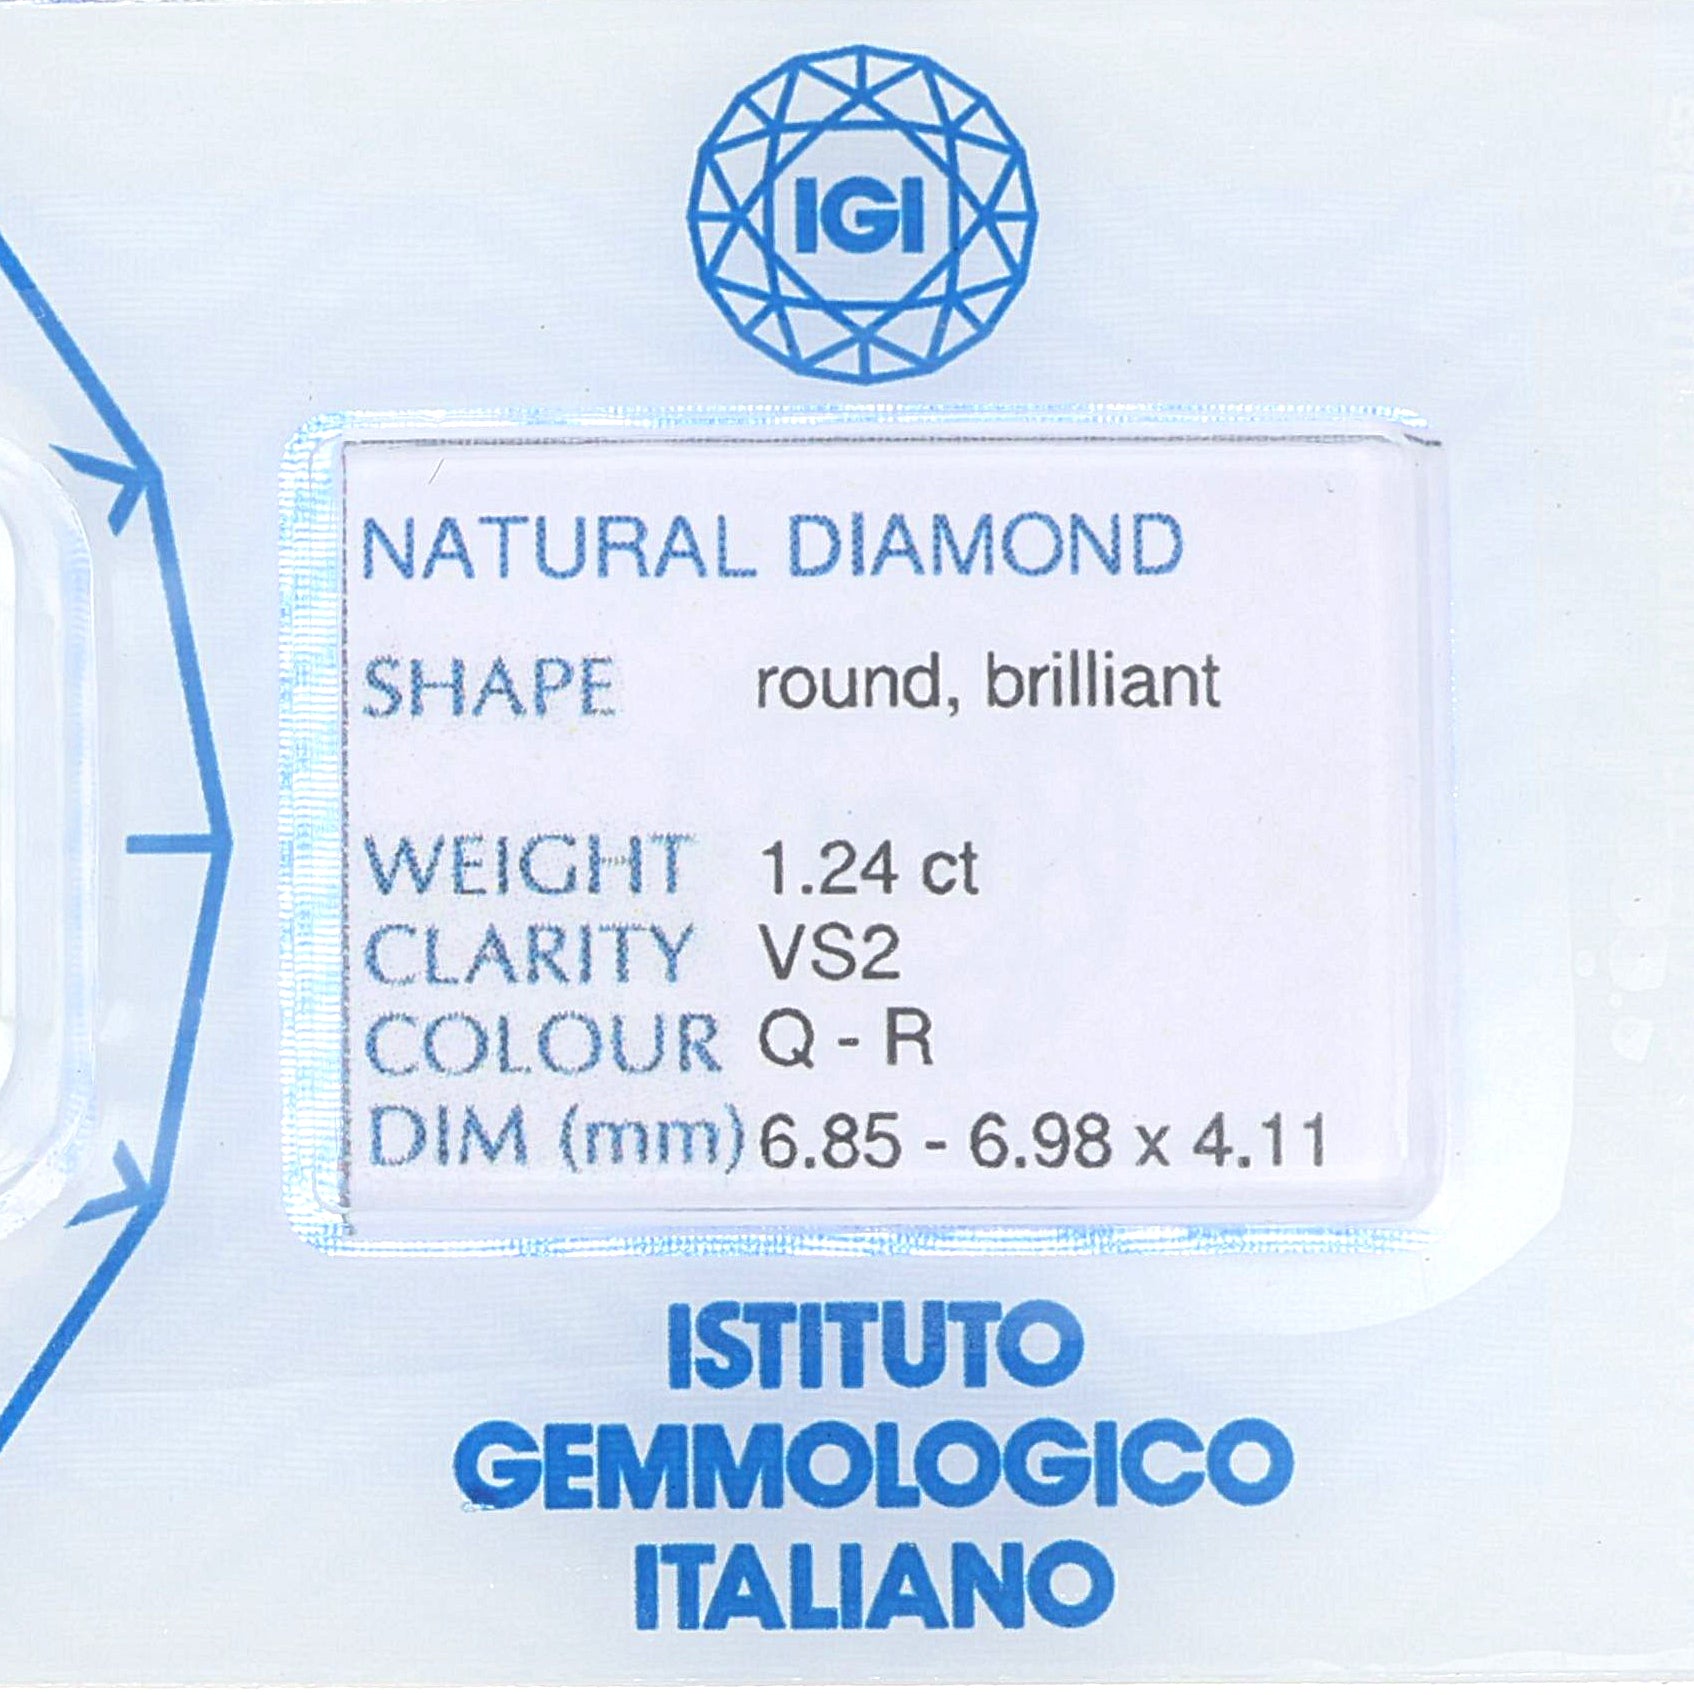 IGI
NATURAL DIAMOND
SHAPE round, brilliant
WEIGHT 1.24 ct
CLARITY VS2
COLOUR Q - R
DIM (mm) 6.85 - 6.98 x 4.11
ISTITUTO
GEMMOLOGICO
ITALIANO